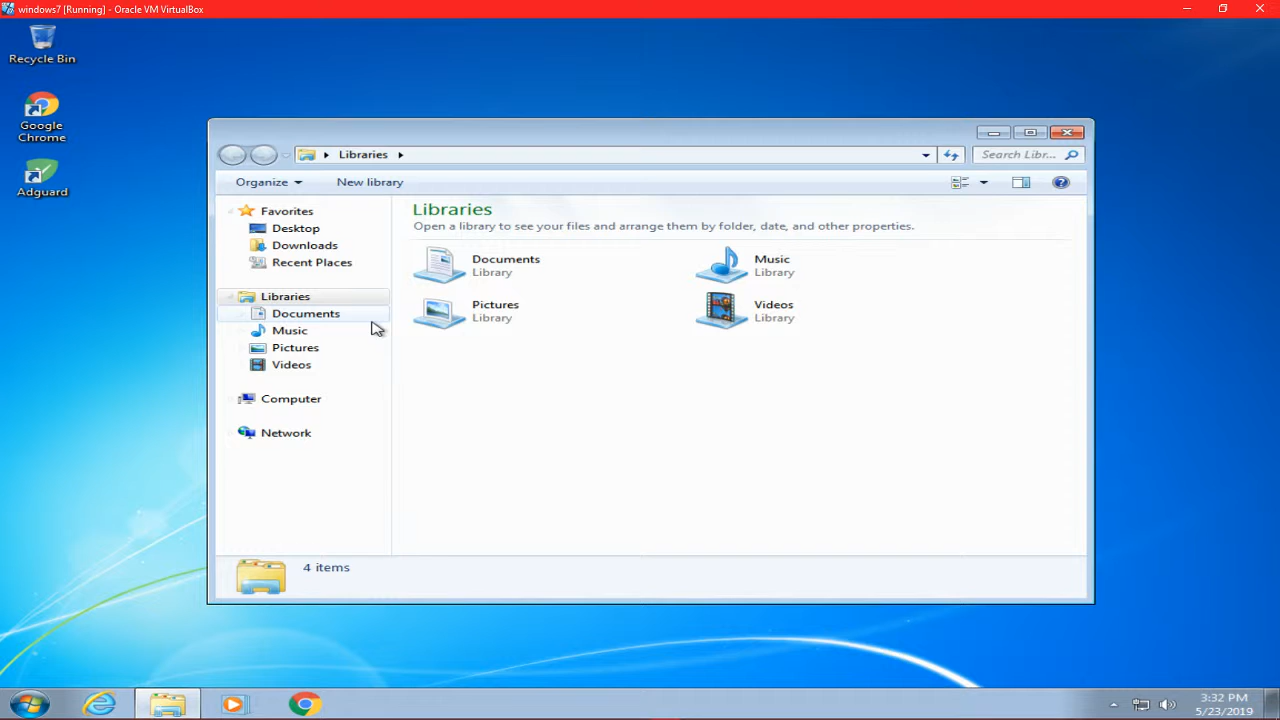 windows7 [Running] - Oracle VM VirtualBox
Recycle Bin
Google
Chrome
Adguard
Libraries
Search Libr...
Organize
New library
Favorites
Desktop
Downloads
Recent Places
Libraries
Documents
Music
Pictures
Videos
Computer
Network
Libraries
Open a library to see your files and arrange them by folder, date, and other properties.
Documents
Library
Music
Library
Pictures
Library
Videos
Library
4 items
3:32 PM
5/23/2019